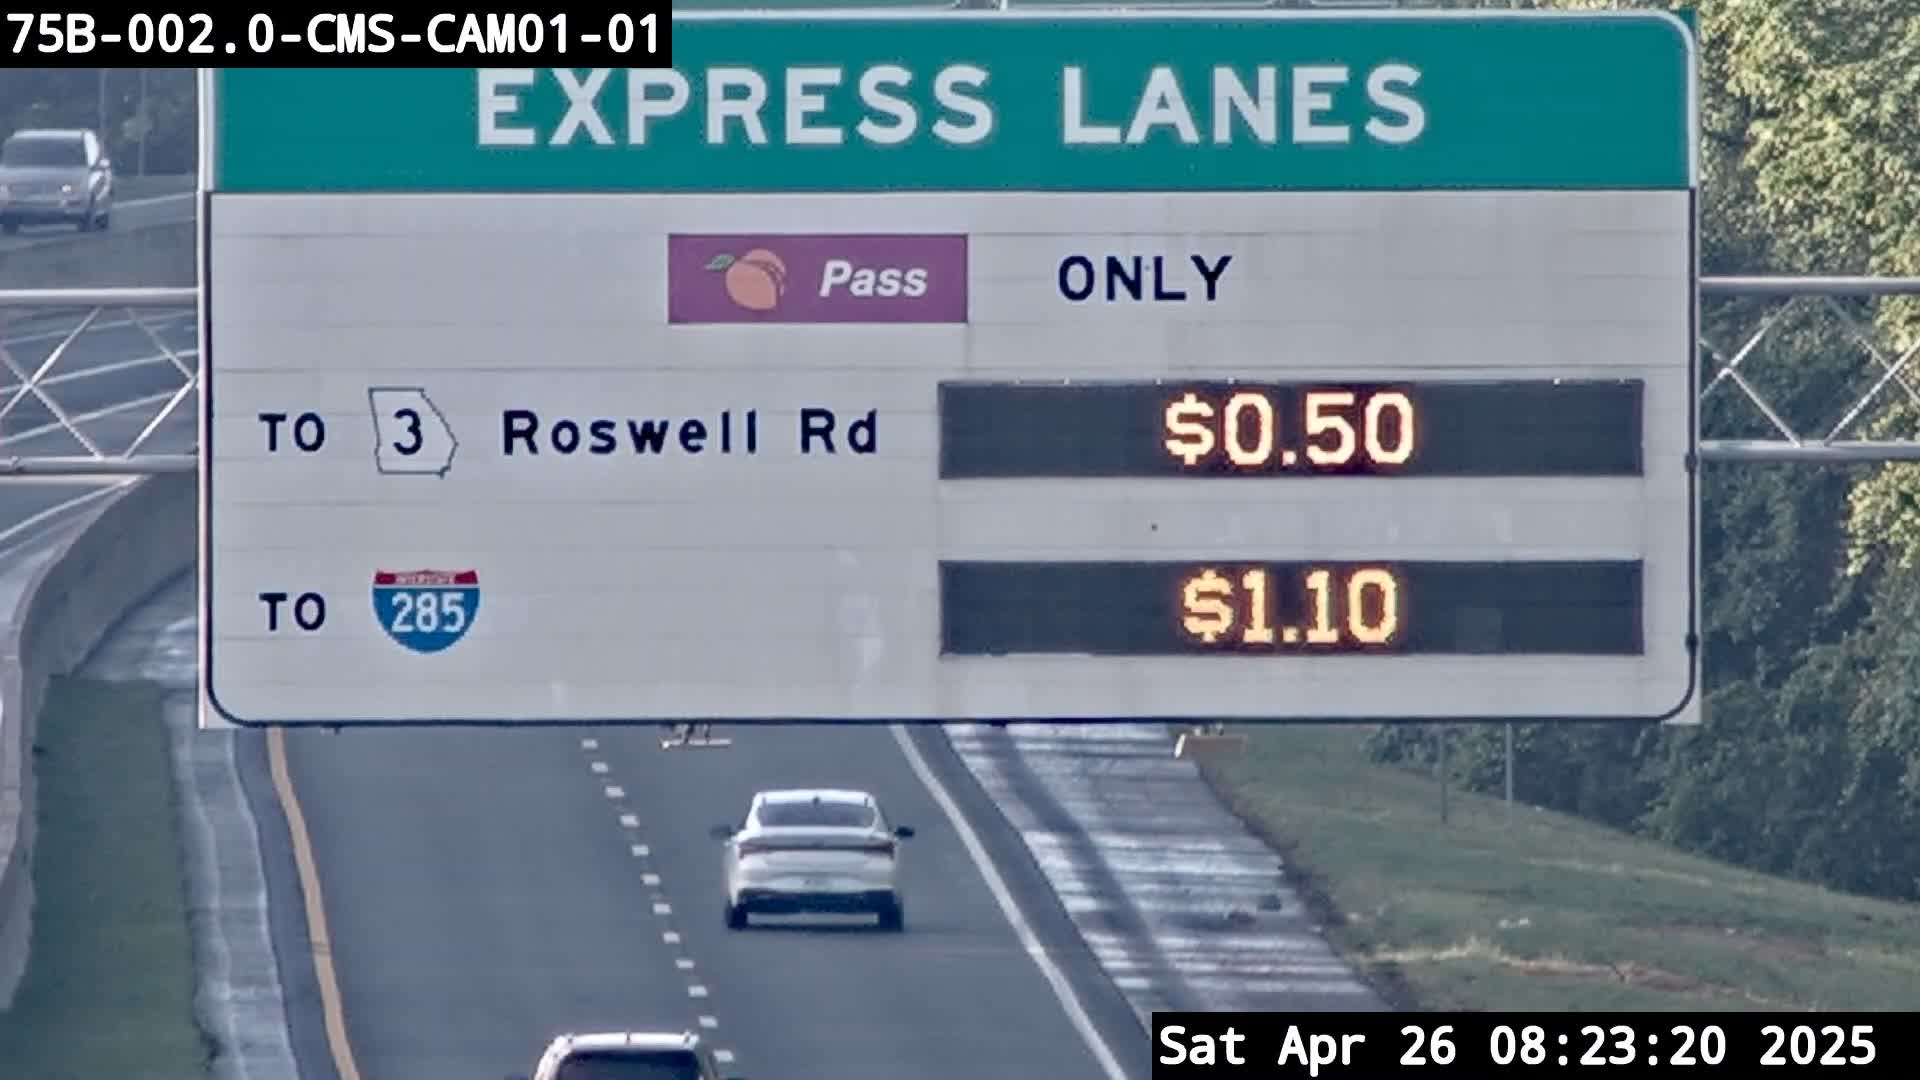 75B-002.0-CMS-CAM01-01
EXPRESS LANES
Pass ONLY
TO 3 Roswell Rd $0.50
INTERSTATE
TO 285 $1.10
Sat Apr 26 08:23:20 2025